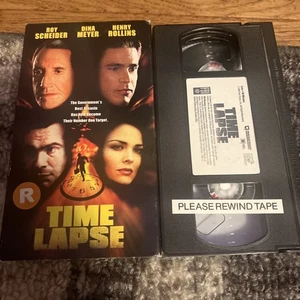 ROY
SCHEIDER
DINA
MEYER
HENRY
ROLLINS
The Government's
Best Assassin
Has Now Become
Their Number One Target.
R
TIME
LAPSE
TIME
LAPSE
PLEASE REWIND TAPE